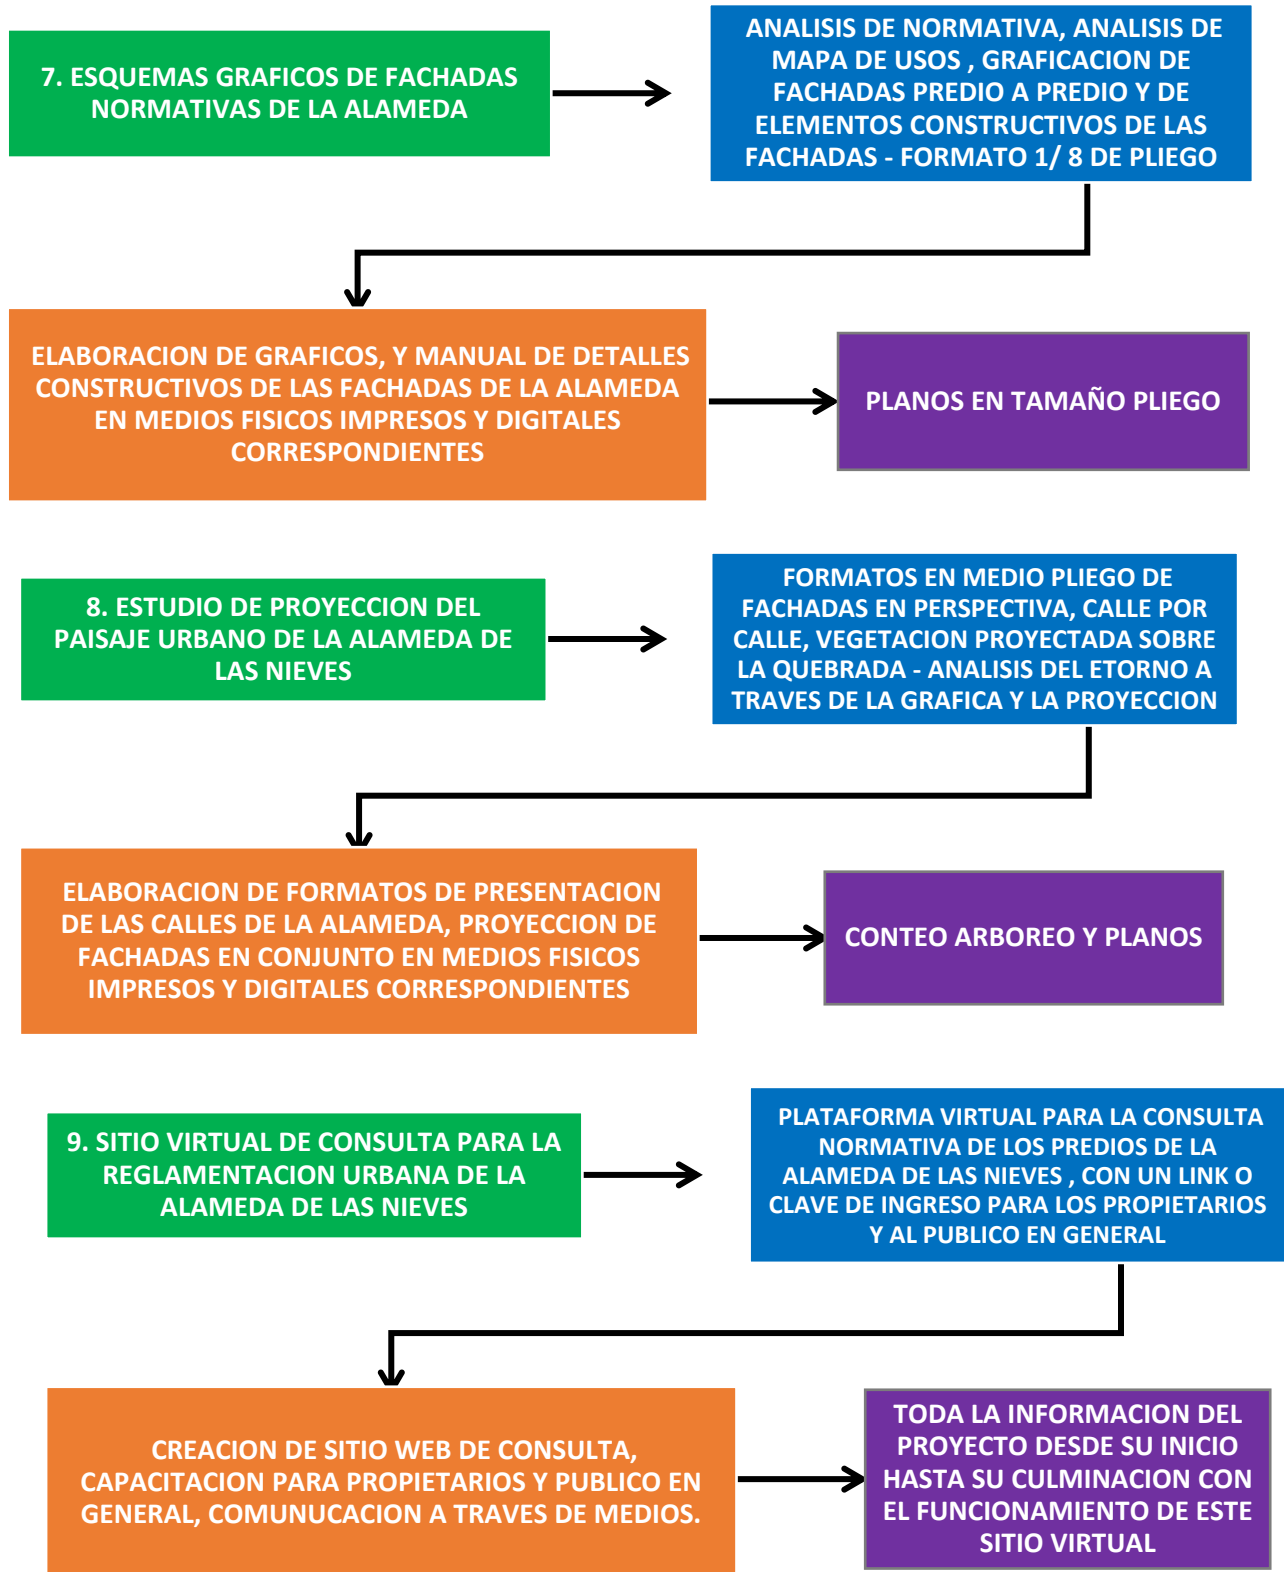 7. ESQUEMAS GRAFICOS DE FACHADAS
NORMATIVAS DE LA ALAMEDA
ANALISIS DE NORMATIVA, ANALISIS DE
MAPA DE USOS , GRAFICACION DE
FACHADAS PREDIO A PREDIO Y DE
ELEMENTOS CONSTRUCTIVOS DE LAS
FACHADAS - FORMATO 1/ 8 DE PLIEGO
ELABORACION DE GRAFICOS, Y MANUAL DE DETALLES
CONSTRUCTIVOS DE LAS FACHADAS DE LA ALAMEDA
EN MEDIOS FISICOS IMPRESOS Y DIGITALES
CORRESPONDIENTES
PLANOS EN TAMAÑO PLIEGO
8. ESTUDIO DE PROYECCION DEL
PAISAJE URBANO DE LA ALAMEDA DE
LAS NIEVES
FORMATOS EN MEDIO PLIEGO DE
FACHADAS EN PERSPECTIVA, CALLE POR
CALLE, VEGETACION PROYECTADA SOBRE
LA QUEBRADA - ANALISIS DEL ETORNO A
TRAVES DE LA GRAFICA Y LA PROYECCION
ELABORACION DE FORMATOS DE PRESENTACION
DE LAS CALLES DE LA ALAMEDA, PROYECCION DE
FACHADAS EN CONJUNTO EN MEDIOS FISICOS
IMPRESOS Y DIGITALES CORRESPONDIENTES
CONTEO ARBOREO Y PLANOS
9. SITIO VIRTUAL DE CONSULTA PARA LA
REGLAMENTACION URBANA DE LA
ALAMEDA DE LAS NIEVES
PLATAFORMA VIRTUAL PARA LA CONSULTA
NORMATIVA DE LOS PREDIOS DE LA
ALAMEDA DE LAS NIEVES , CON UN LINK O
CLAVE DE INGRESO PARA LOS PROPIETARIOS
Y AL PUBLICO EN GENERAL
CREACION DE SITIO WEB DE CONSULTA,
CAPACITACION PARA PROPIETARIOS Y PUBLICO EN
GENERAL, COMUNUCACION A TRAVES DE MEDIOS.
TODA LA INFORMACION DEL
PROYECTO DESDE SU INICIO
HASTA SU CULMINACION CON
EL FUNCIONAMIENTO DE ESTE
SITIO VIRTUAL